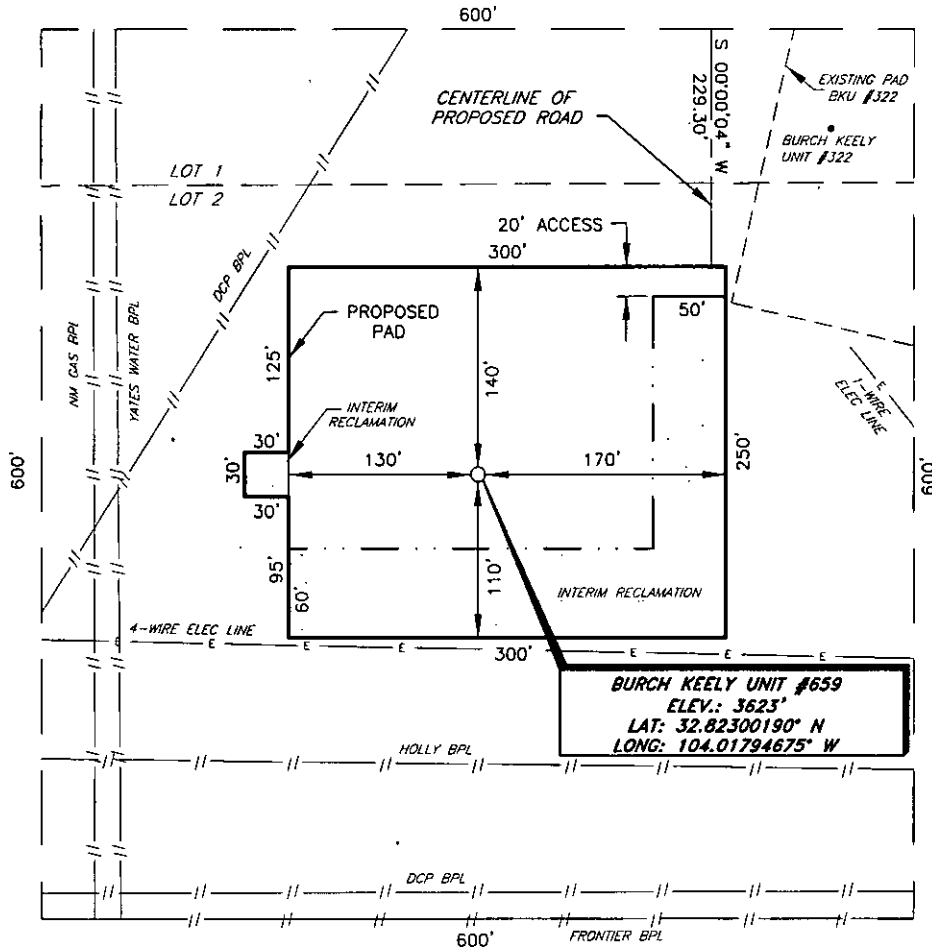 600'
S 00°00'04" W
229.30'
CENTERLINE OF
PROPOSED ROAD
EXISTING PAD
BKU #322
BURCH KEELY
UNIT #322
LOT 1
LOT 2
20' ACCESS
300'
DCP BPL
50'
PROPOSED
PAD
NM GAS BPL
YATES WATER BPL
125'
140'
1-WIRE
ELEC LINE
E
INTERIM
RECLAMATION
30'
130'
170'
250'
600'
30'
600'
30'
95'
60'
110'
INTERIM RECLAMATION
4-WIRE ELEC LINE
E
E
E
300'
E
E
E
BURCH KEELY UNIT #659
ELEV.: 3623'
LAT: 32.82300190° N
LONG: 104.01794675° W
HOLLY BPL
DCP BPL
600'
FRONTIER BPL